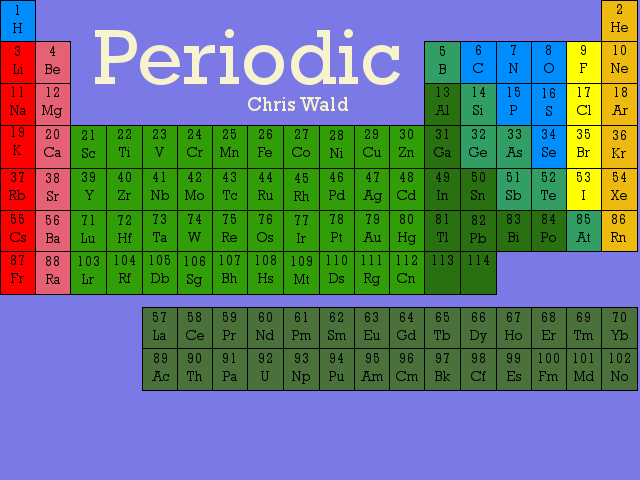 1 2
H He
Periodic
3 4 5 6 7 8 9 10
Li Be B C N O F Ne
Chris Wald
11 12 13 14 15 16 17 18
Na Mg Al Si P S Cl Ar
19 20 21 22 23 24 25 26 27 28 29 30 31 32 33 34 35 36
K Ca Sc Ti V Cr Mn Fe Co Ni Cu Zn Ga Ge As Se Br Kr
37 38 39 40 41 42 43 44 45 46 47 48 49 50 51 52 53 54
Rb Sr Y Zr Nb Mo Tc Ru Rh Pd Ag Cd In Sn Sb Te I Xe
55 56 71 72 73 74 75 76 77 78 79 80 81 82 83 84 85 86
Cs Ba Lu Hf Ta W Re Os Ir Pt Au Hg Tl Pb Bi Po At Rn
87 88 103 104 105 106 107 108 109 110 111 112 113 114
Fr Ra Lr Rf Db Sg Bh Hs Mt Ds Rg Cn
57 58 59 60 61 62 63 64 65 66 67 68 69 70
La Ce Pr Nd Pm Sm Eu Gd Tb Dy Ho Er Tm Yb
89 90 91 92 93 94 95 96 97 98 99 100 101 102
Ac Th Pa U Np Pu Am Cm Bk Cf Es Fm Md No